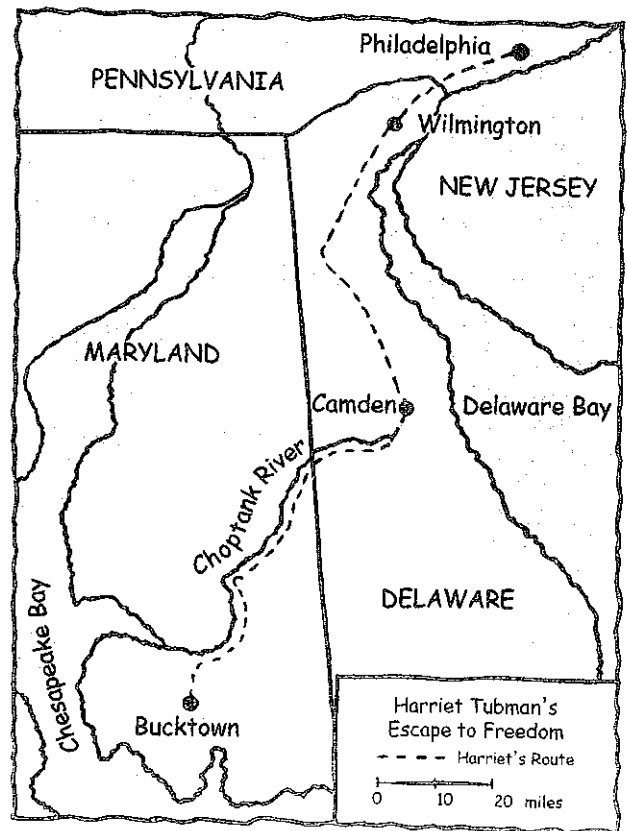 Philadelphia
PENNSYLVANIA
Wilmington
NEW JERSEY
MARYLAND
Camden
Delaware Bay
Choptank River
DELAWARE
Chesapeake Bay
Bucktown
Harriet Tubman's
Escape to Freedom
Harriet's Route
0 10 20 miles